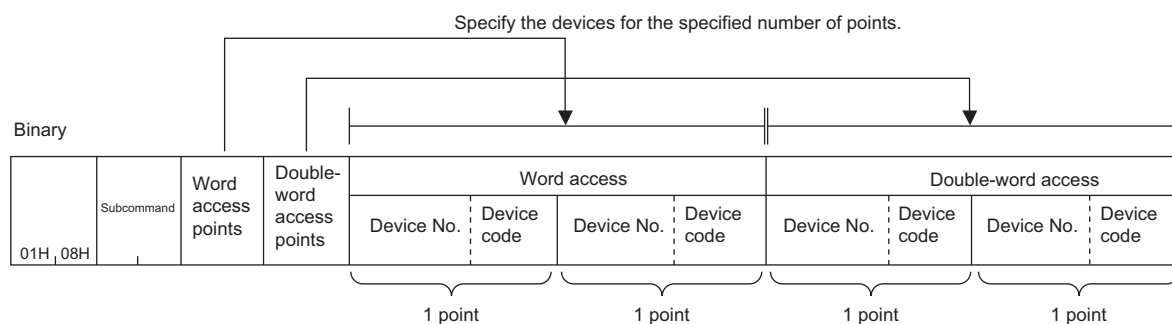 Specify the devices for the specified number of points.
Binary
01H 08H
Subcommand
Word
access
points
Double-
word
access
points
Word access
Double-word access
Device No.
Device
code
Device No.
Device
code
Device No.
Device
code
Device No.
Device
code
1 point
1 point
1 point
1 point